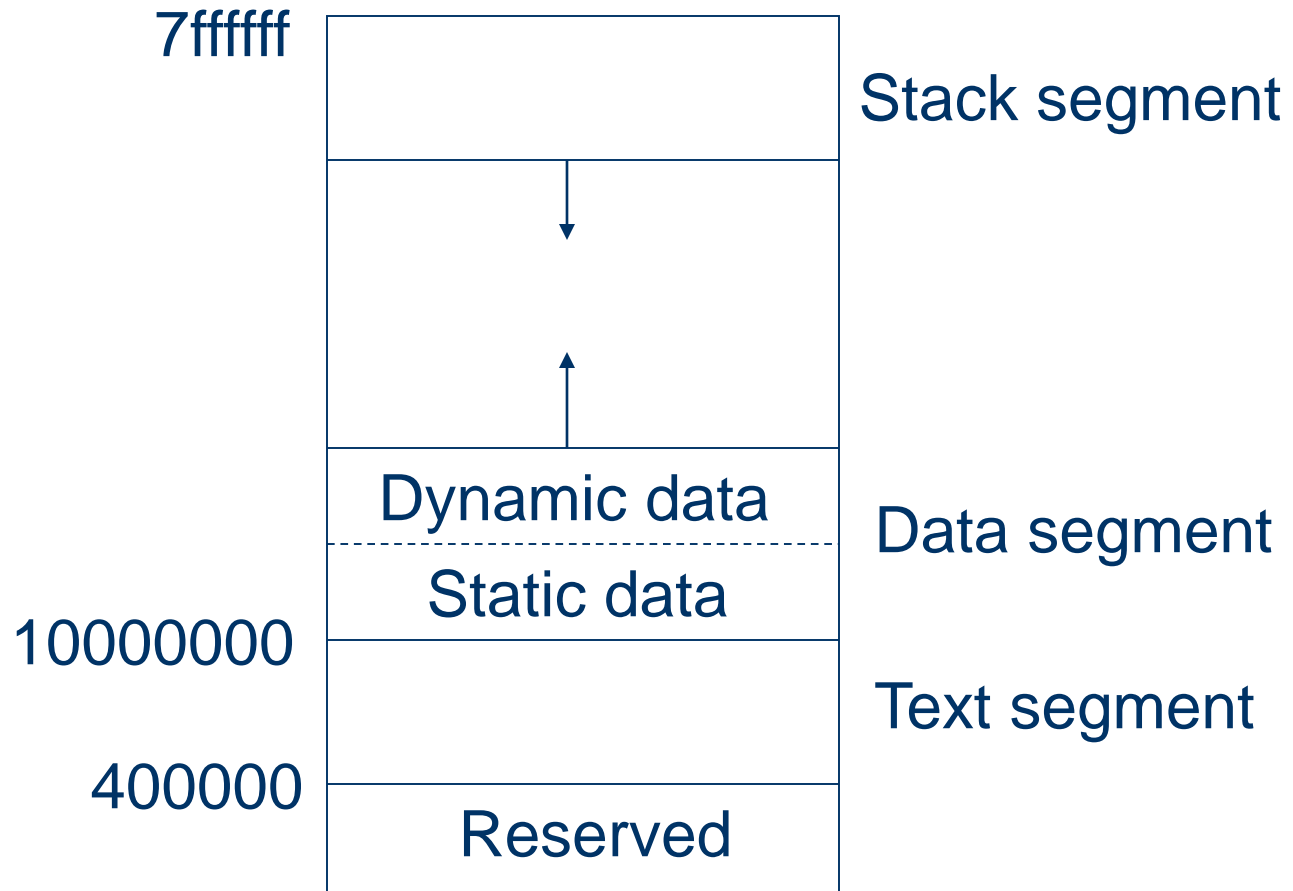 7ffffff
Stack segment
Dynamic data
Data segment
Static data
10000000
Text segment
400000
Reserved